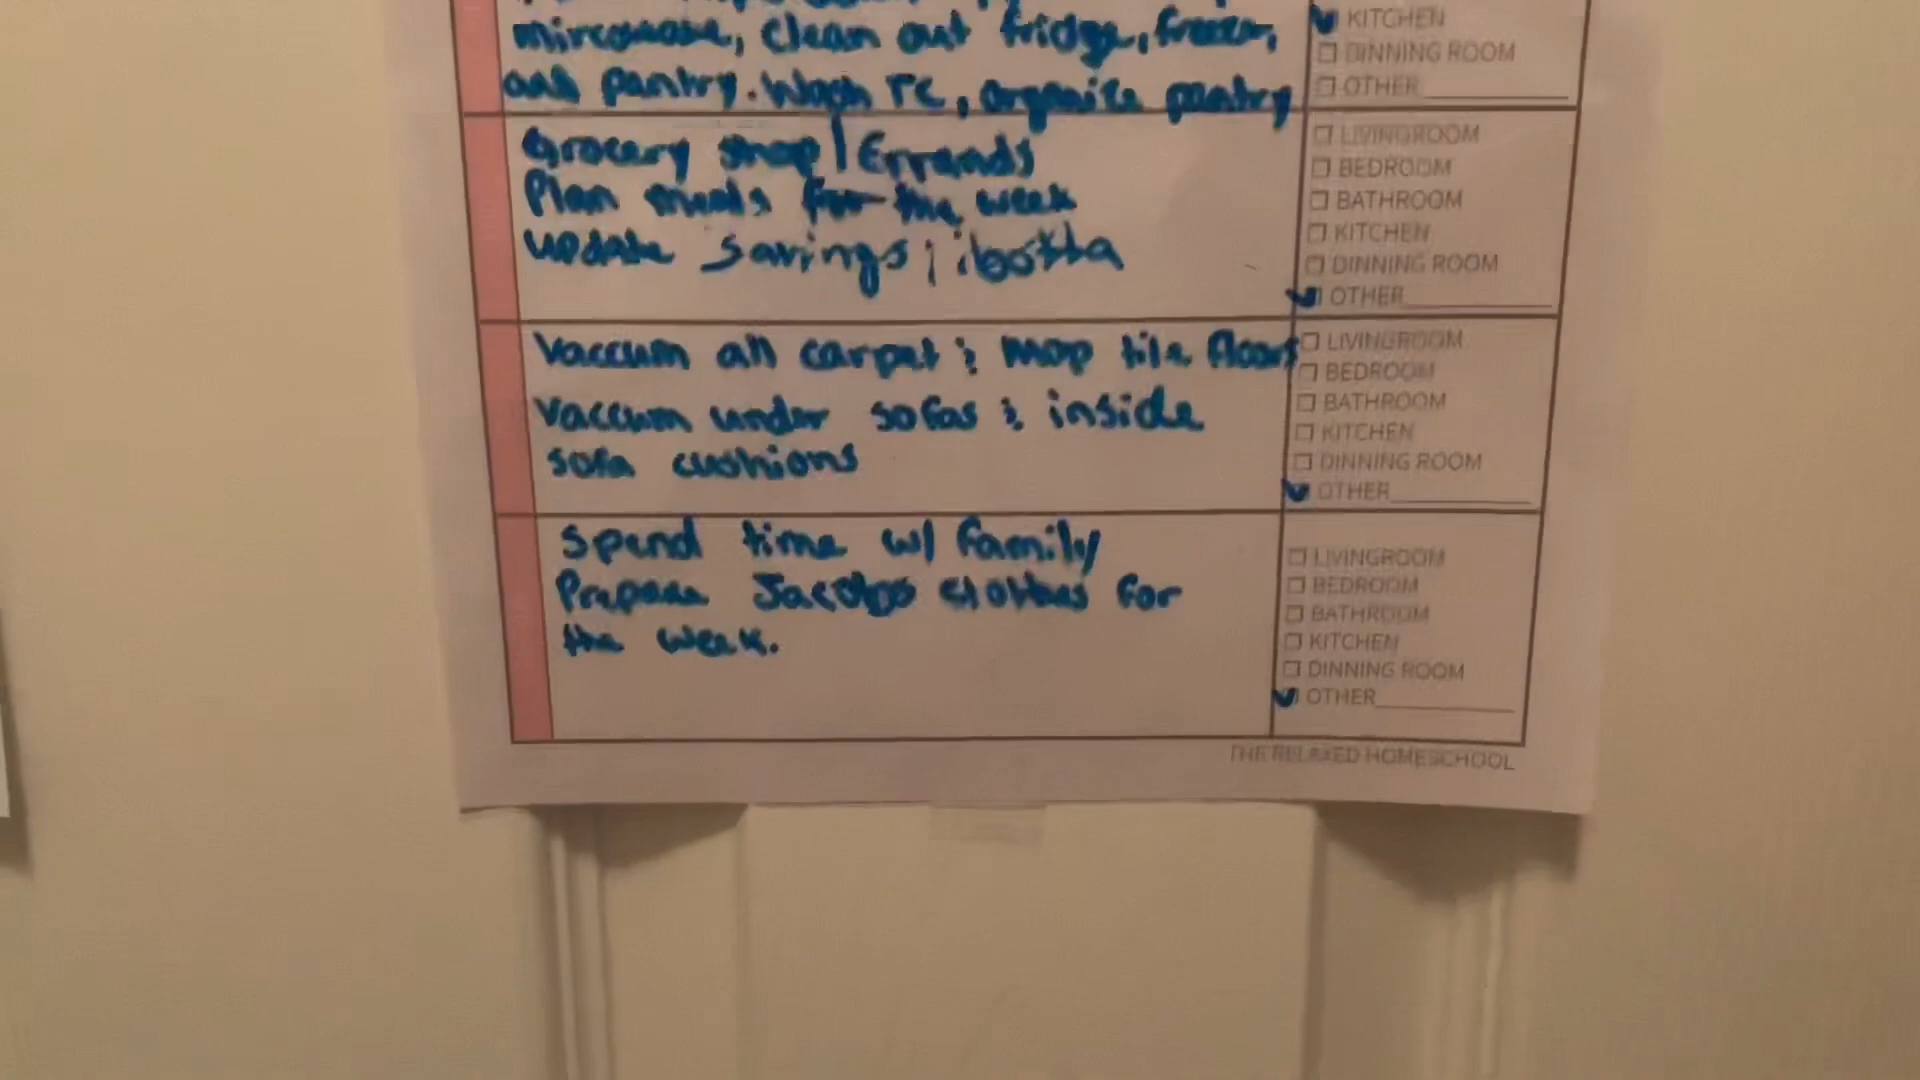 mircowave, clean out fridge, freezer,
and pantry. Wash TC, organize pantry
KITCHEN
DINNING ROOM
OTHER
Grocery shop | Errands
Plan meals for the week
update savings ; ibotta
LIVINGROOM
BEDROOM
BATHROOM
KITCHEN
DINNING ROOM
OTHER
Vaccum all carpet & mop tile floors
Vaccum under sofas & inside
sofa cushions
LIVINGROOM
BEDROOM
BATHROOM
KITCHEN
DINNING ROOM
OTHER
Spend time w/ family
Prepare Jacobs clothes for
the week.
LIVINGROOM
BEDROOM
BATHROOM
KITCHEN
DINNING ROOM
OTHER
THE RELAXED HOMESCHOOL